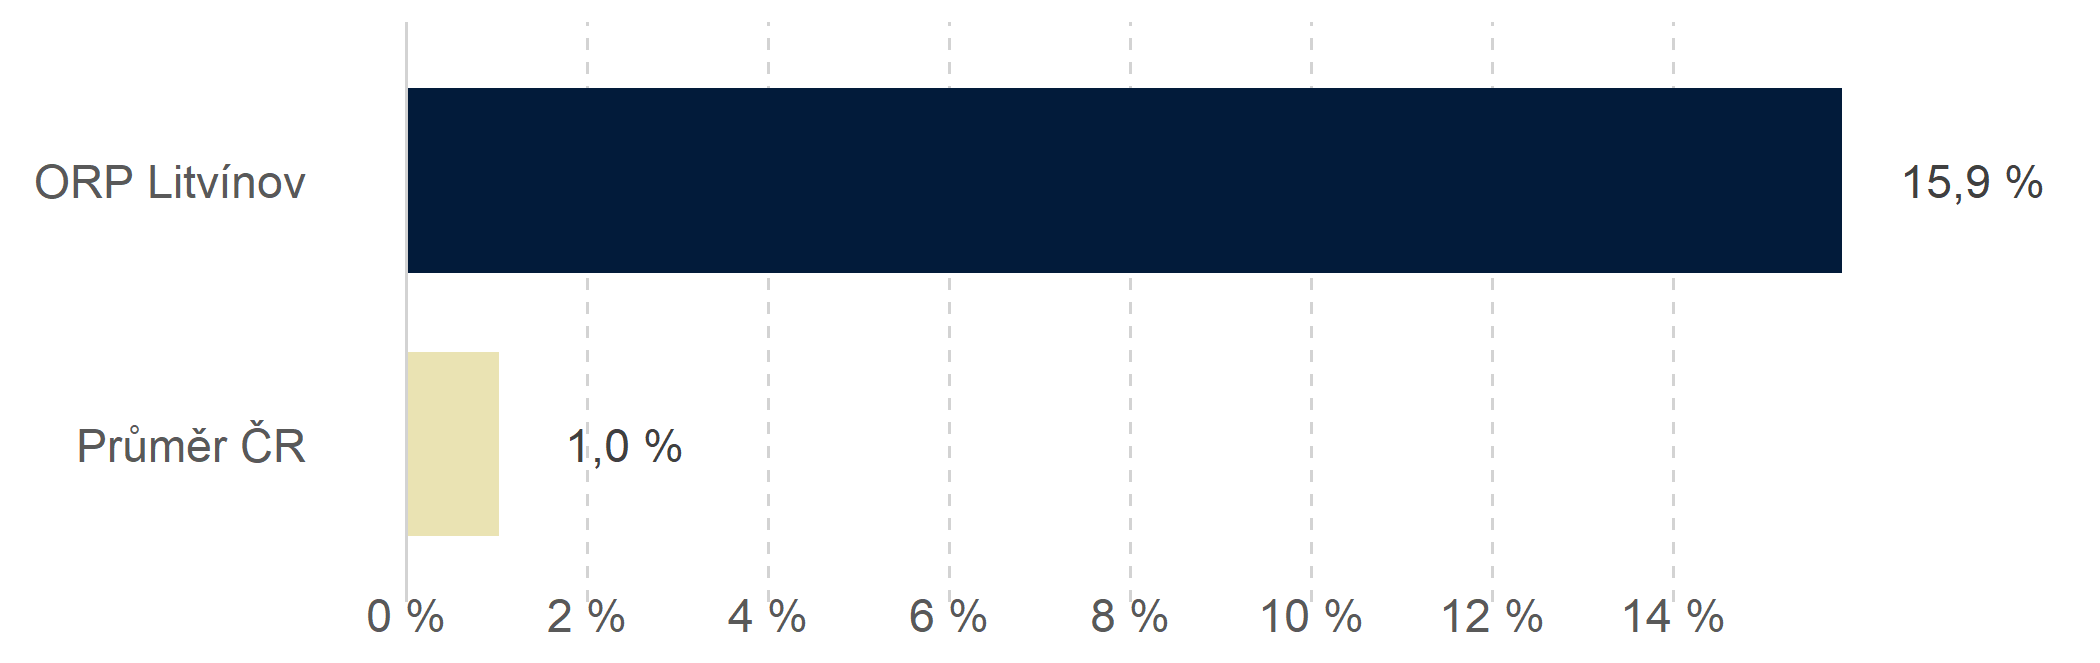 ORP Litvínov
15,9 %
Průměr ČR
1,0 %
0 % 2 % 4 % 6 % 8 % 10 % 12 % 14 %